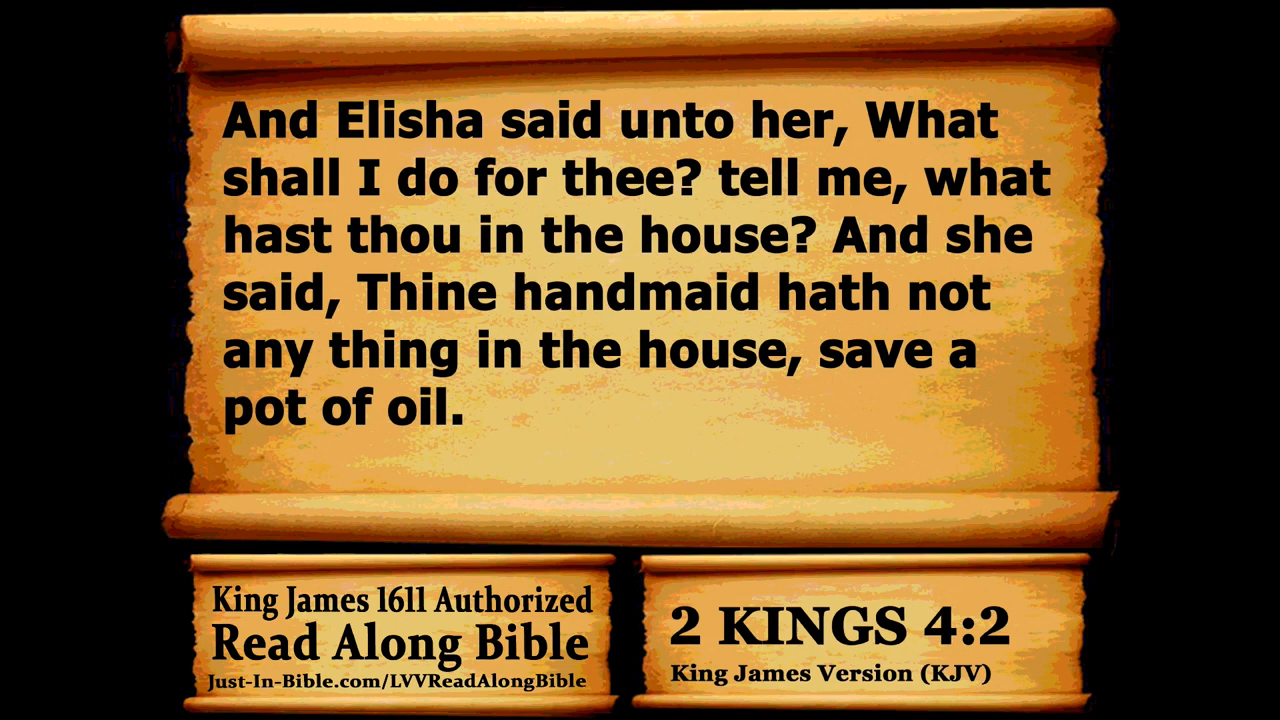 And Elisha said unto her, What
shall I do for thee? tell me, what
hast thou in the house? And she
said, Thine handmaid hath not
any thing in the house, save a
pot of oil.
King James 1611 Authorized
Read Along Bible
Just-In-Bible.com/LVVReadAlongBible
2 KINGS 4:2
King James Version (KJV)